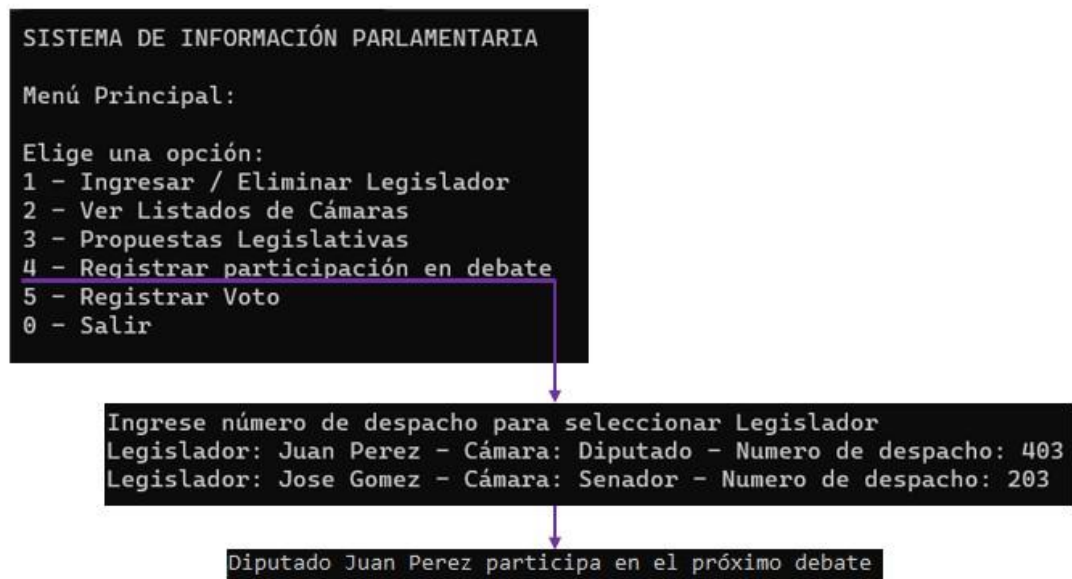 SISTEMA DE INFORMACIÓN PARLAMENTARIA
Menú Principal:
Elige una opción:
1 - Ingresar / Eliminar Legislador
2 - Ver Listados de Cámaras
3 - Propuestas Legislativas
4 - Registrar participación en debate
5 - Registrar Voto
0 - Salir
Ingrese número de despacho para seleccionar Legislador
Legislador: Juan Perez - Cámara: Diputado - Numero de despacho: 403
Legislador: Jose Gomez - Cámara: Senador - Numero de despacho: 203
Diputado Juan Perez participa en el próximo debate